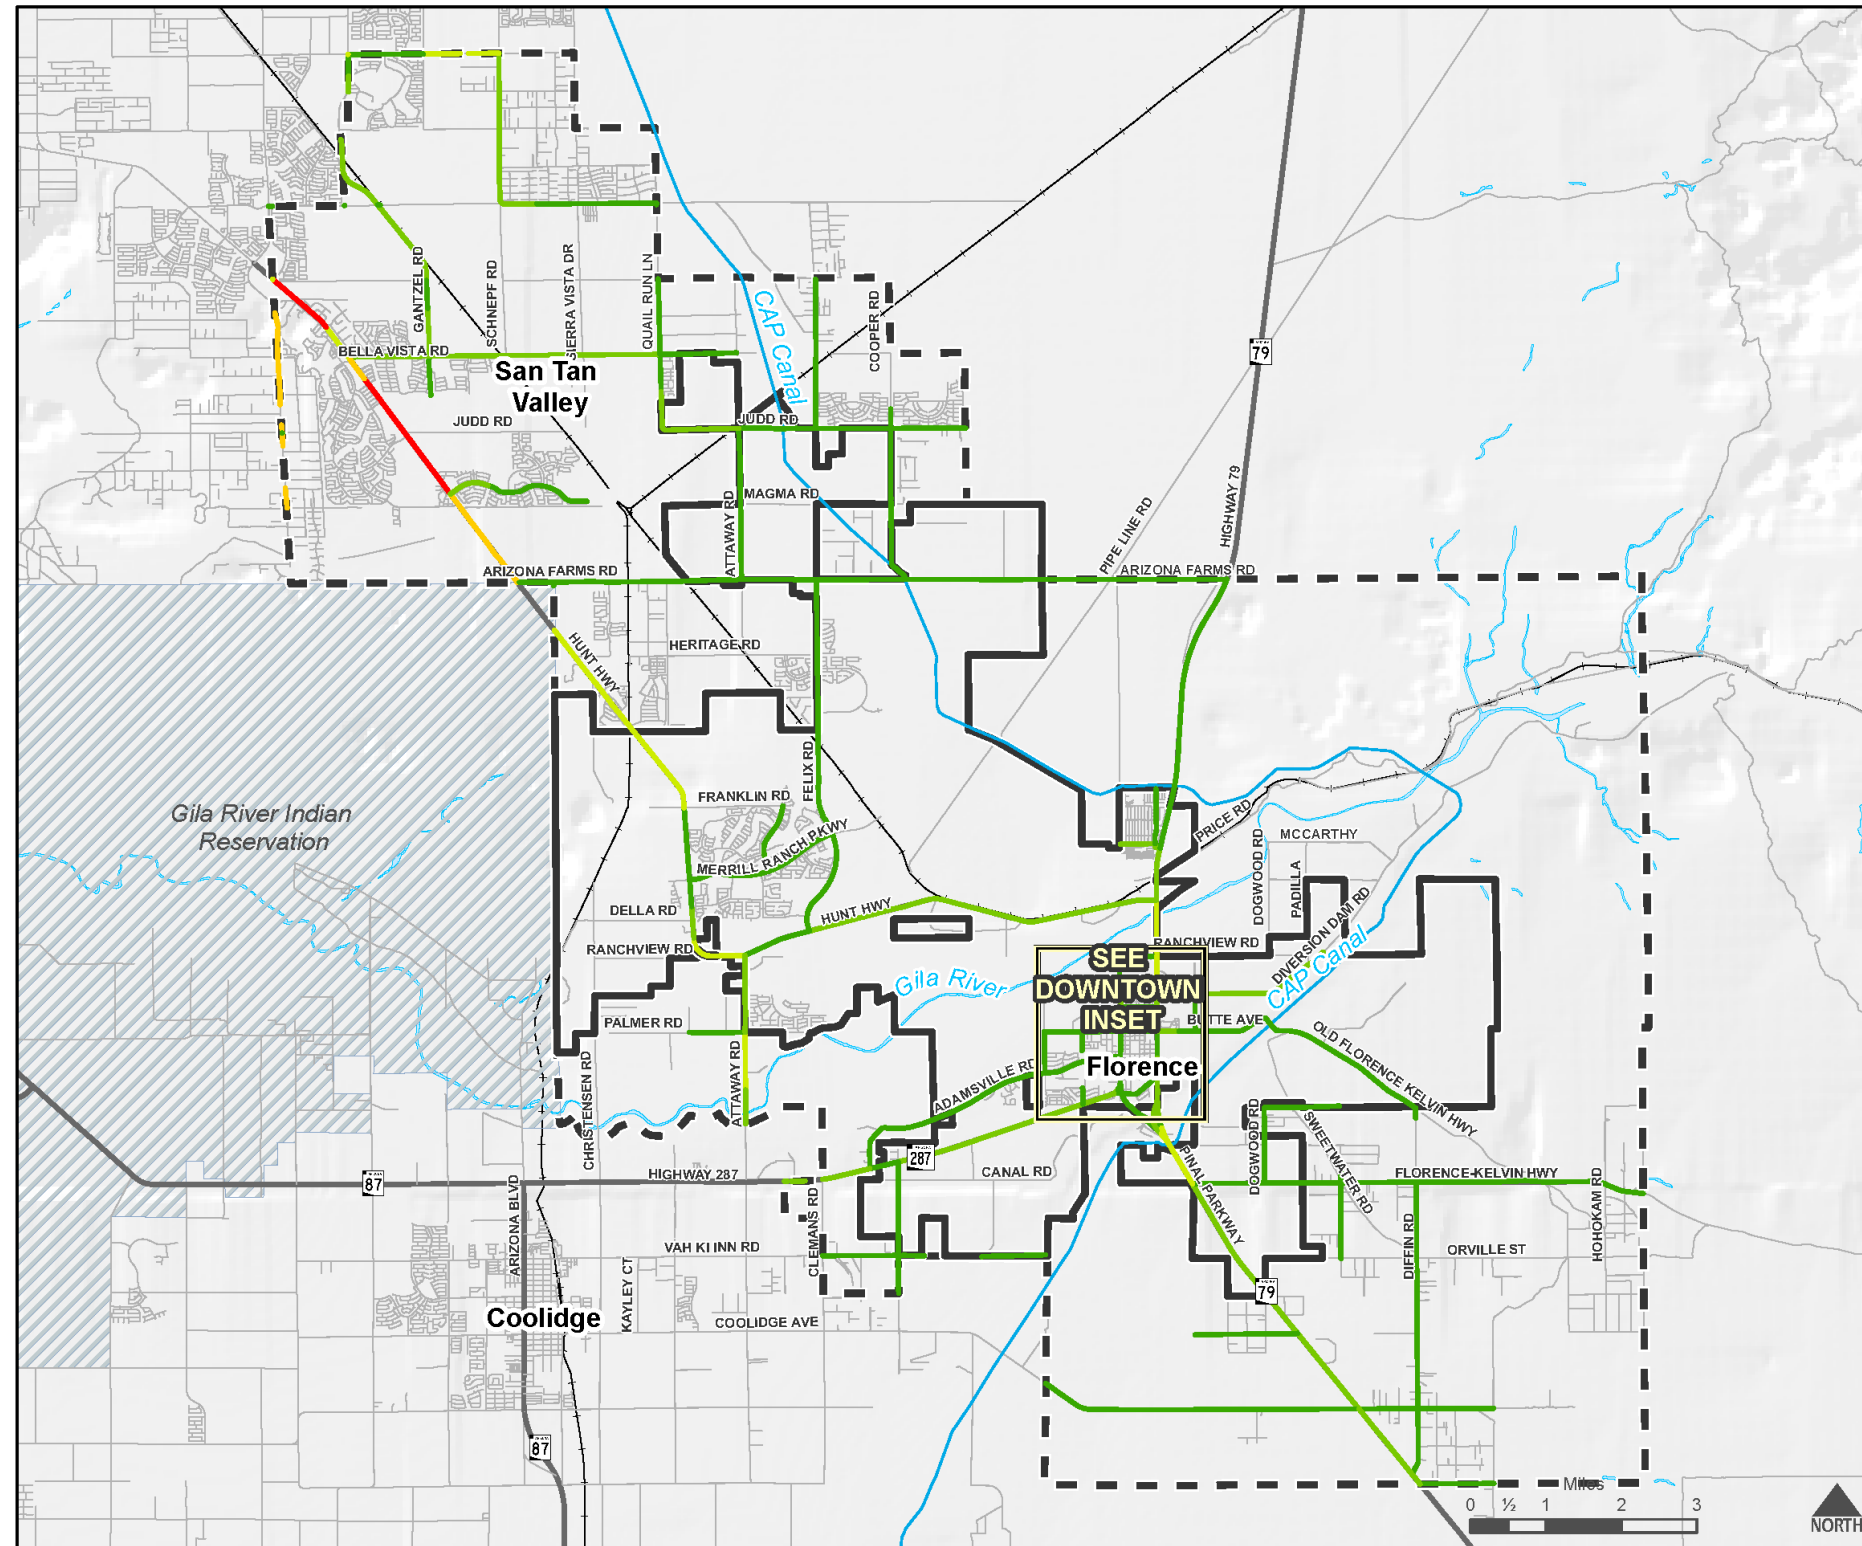 GANTZEL RD
SCHNEPF RD
SIERRA VISTA DR
QUAIL RUN LN
CAP Canal
COOPER RD
79
BELLA VISTA RD
San Tan
Valley
JUDD RD
JUDD RD
MAGMA RD
ATTAWAY RD
PIPE LINE RD
HIGHWAY 79
ARIZONA FARMS RD
ARIZONA FARMS RD
HUNT HWY
HERITAGE RD
FELIX RD
FRANKLIN RD
MERRILL RANCH PKWY
Gila River Indian
Reservation
PRICE RD
DOGWOOD RD
MCCARTHY
PADILLA
DELLA RD
HUNT HWY
DIVERSION DAM RD
RANCHVIEW RD
RANCHVIEW RD
CAP Canal
SEE
DOWNTOWN
INSET
Gila River
PALMER RD
BUTTE AVE
OLD FLORENCE KELVIN HWY
Florence
ADAMSVILLE RD
ATTAWAY RD
CHRISTENSEN RD
DOGWOOD RD
SWEETWATER RD
287
PINAL PARKWAY
HIGHWAY 287
CANAL RD
FLORENCE-KELVIN HWY
87
ARIZONA BLVD
CLEMANS RD
HOHOKAM RD
DIFFIN RD
VAH KI INN RD
ORVILLE ST
79
KAYLEY CT
Coolidge
COOLIDGE AVE
87
Miles
0 ½ 1 2 3
NORTH